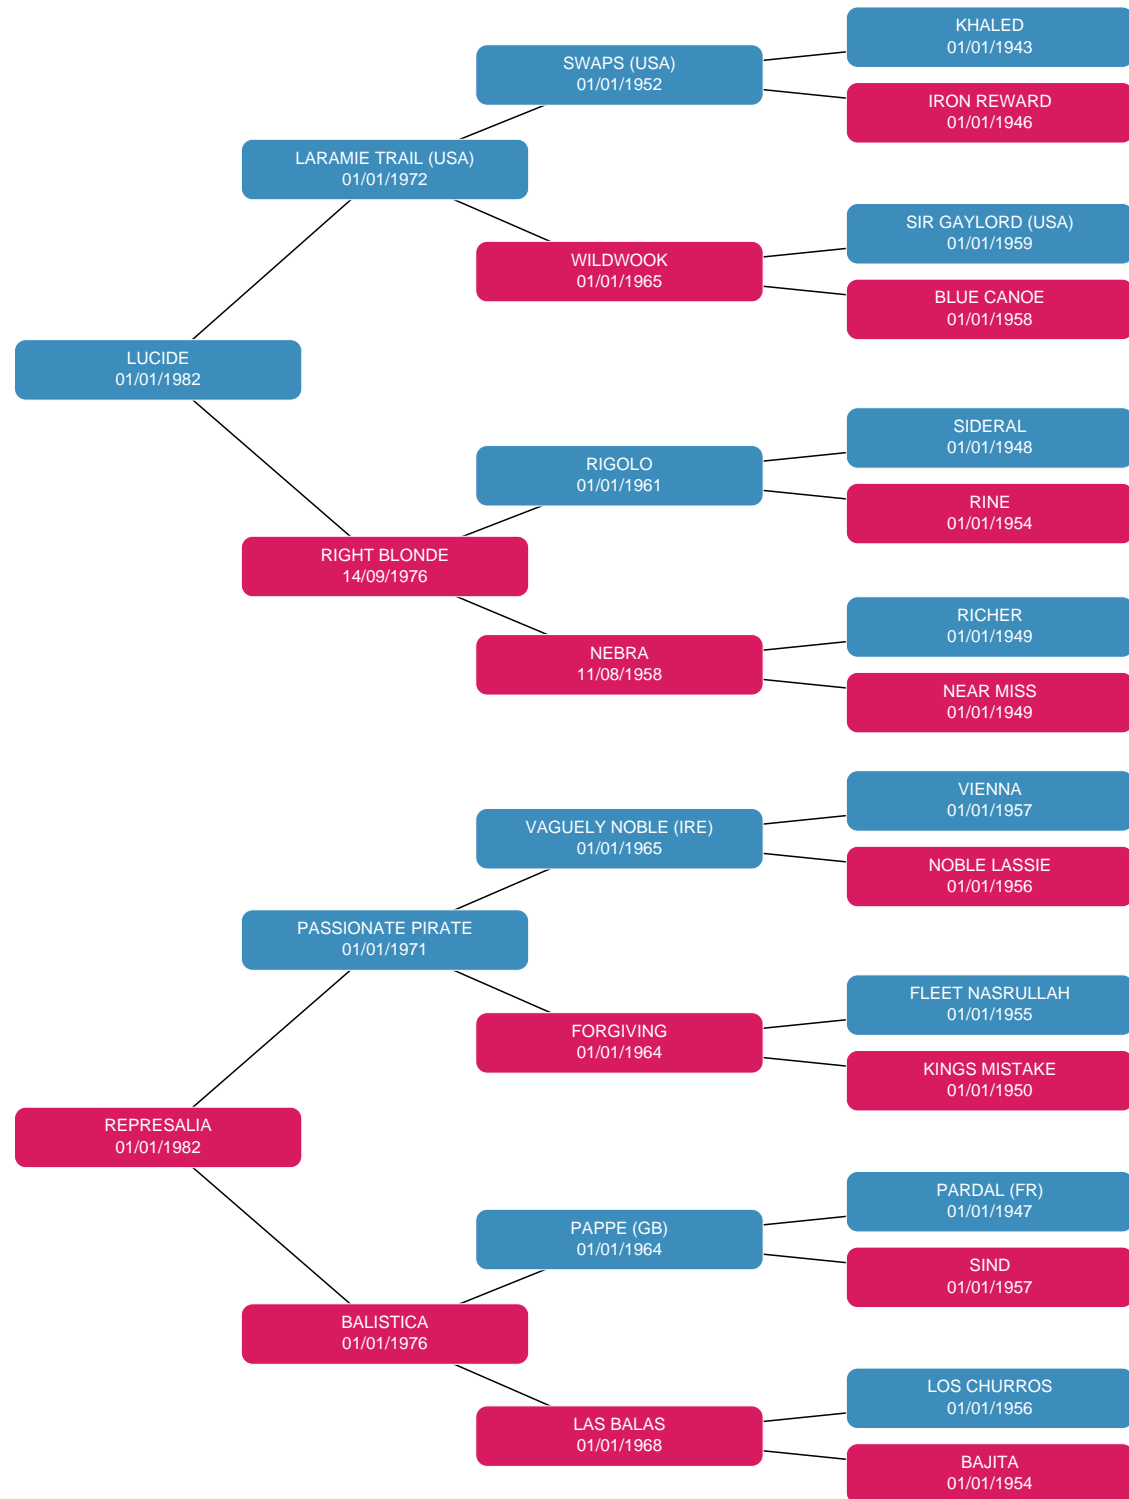 KHALED
01/01/1943
SWAPS (USA)
01/01/1952
IRON REWARD
01/01/1946
LARAMIE TRAIL (USA)
01/01/1972
SIR GAYLORD (USA)
01/01/1959
WILDWOOK
01/01/1965
BLUE CANOE
01/01/1958
LUCIDE
01/01/1982
SIDERAL
01/01/1948
RIGOLO
01/01/1961
RINE
01/01/1954
RIGHT BLONDE
14/09/1976
RICHER
01/01/1949
NEBRA
11/08/1958
NEAR MISS
01/01/1949
VIENNA
01/01/1957
VAGUELY NOBLE (IRE)
01/01/1965
NOBLE LASSIE
01/01/1956
PASSIONATE PIRATE
01/01/1971
FLEET NASRULLAH
01/01/1955
FORGIVING
01/01/1964
KINGS MISTAKE
01/01/1950
REPRESALIA
01/01/1982
PARDAL (FR)
01/01/1947
PAPPE (GB)
01/01/1964
SIND
01/01/1957
BALISTICA
01/01/1976
LOS CHURROS
01/01/1956
LAS BALAS
01/01/1968
BAJITA
01/01/1954